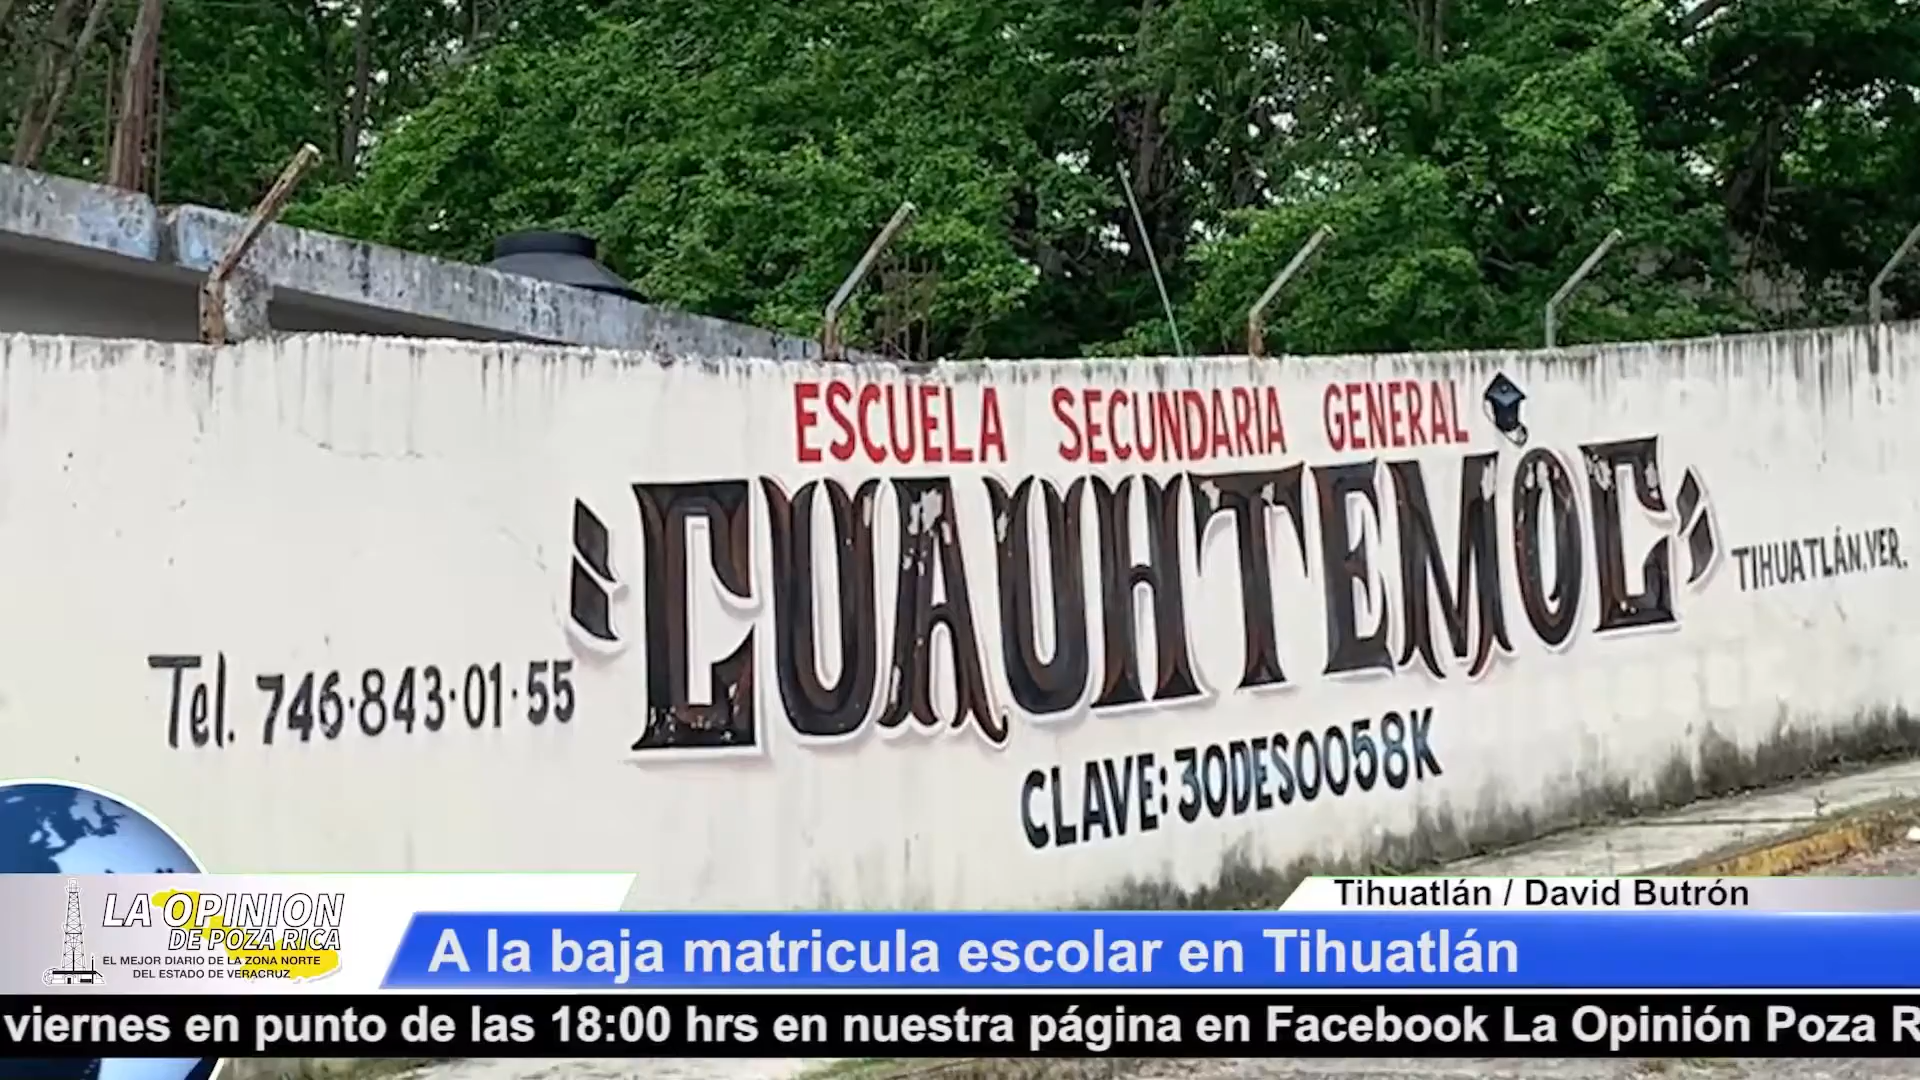 ESCUELA SECUNDARIA GENERAL
"CUAUHTEMOC"
TIHUATLÁN, VER.
Tel. 746·843·01·55
CLAVE: 30DES0058K
Tihuatlán / David Butrón
LA OPINION
DE POZA RICA
EL MEJOR DIARIO DE LA ZONA NORTE
DEL ESTADO DE VERACRUZ
A la baja matricula escolar en Tihuatlán
viernes en punto de las 18:00 hrs en nuestra página en Facebook La Opinión Poza R